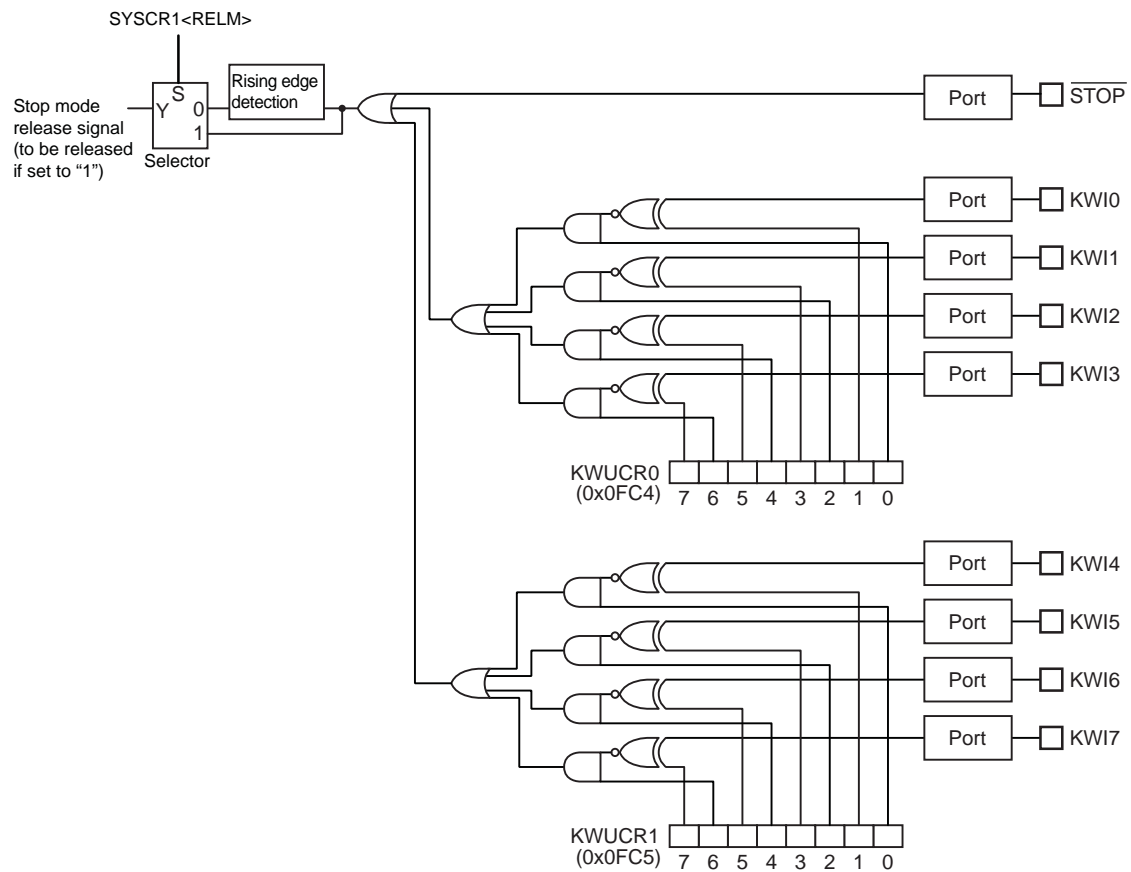 SYSCR1<RELM>
Stop mode
release signal
(to be released
if set to “1”)
Y
S
0
1
Selector
Rising edge
detection
Port
STOP
Port
KWI0
Port
KWI1
Port
KWI2
Port
KWI3
KWUCR0
(0x0FC4)
7 6 5 4 3 2 1 0
Port
KWI4
Port
KWI5
Port
KWI6
Port
KWI7
KWUCR1
(0x0FC5)
7 6 5 4 3 2 1 0